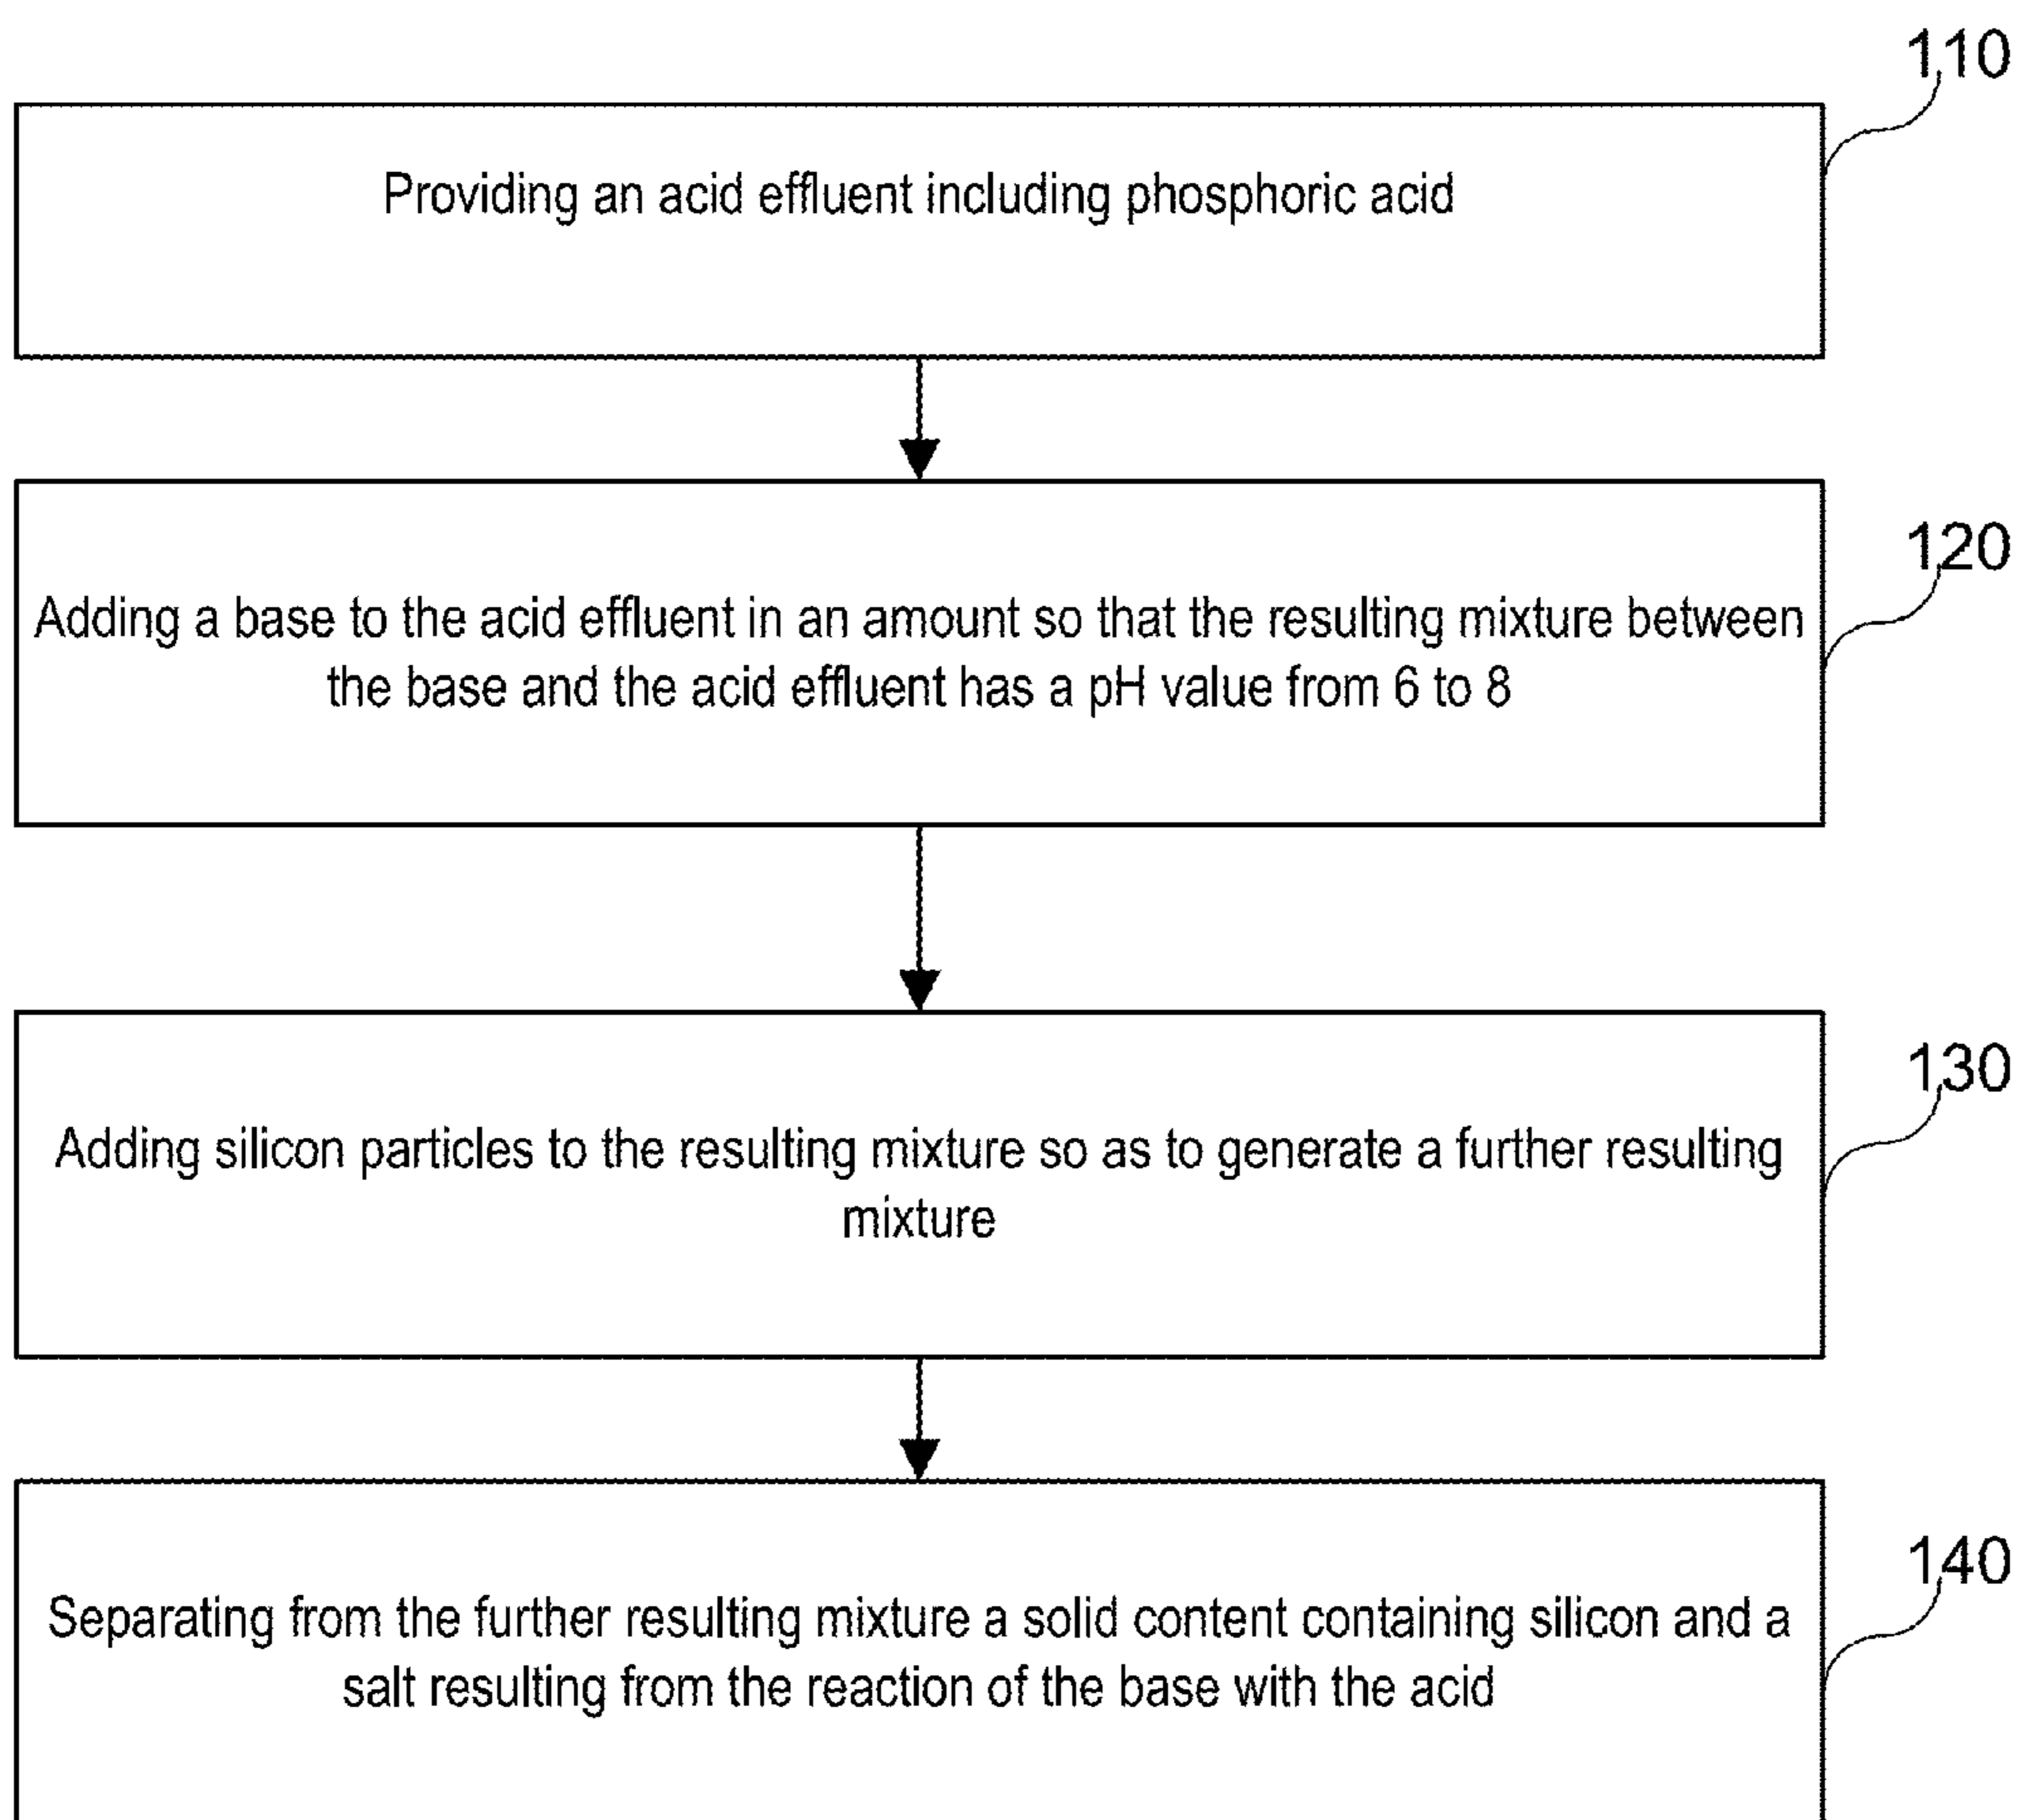 110
Providing an acid effluent including phosphoric acid
120
Adding a base to the acid effluent in an amount so that the resulting mixture between
the base and the acid effluent has a pH value from 6 to 8
130
Adding silicon particles to the resulting mixture so as to generate a further resulting
mixture
140
Separating from the further resulting mixture a solid content containing silicon and a
salt resulting from the reaction of the base with the acid